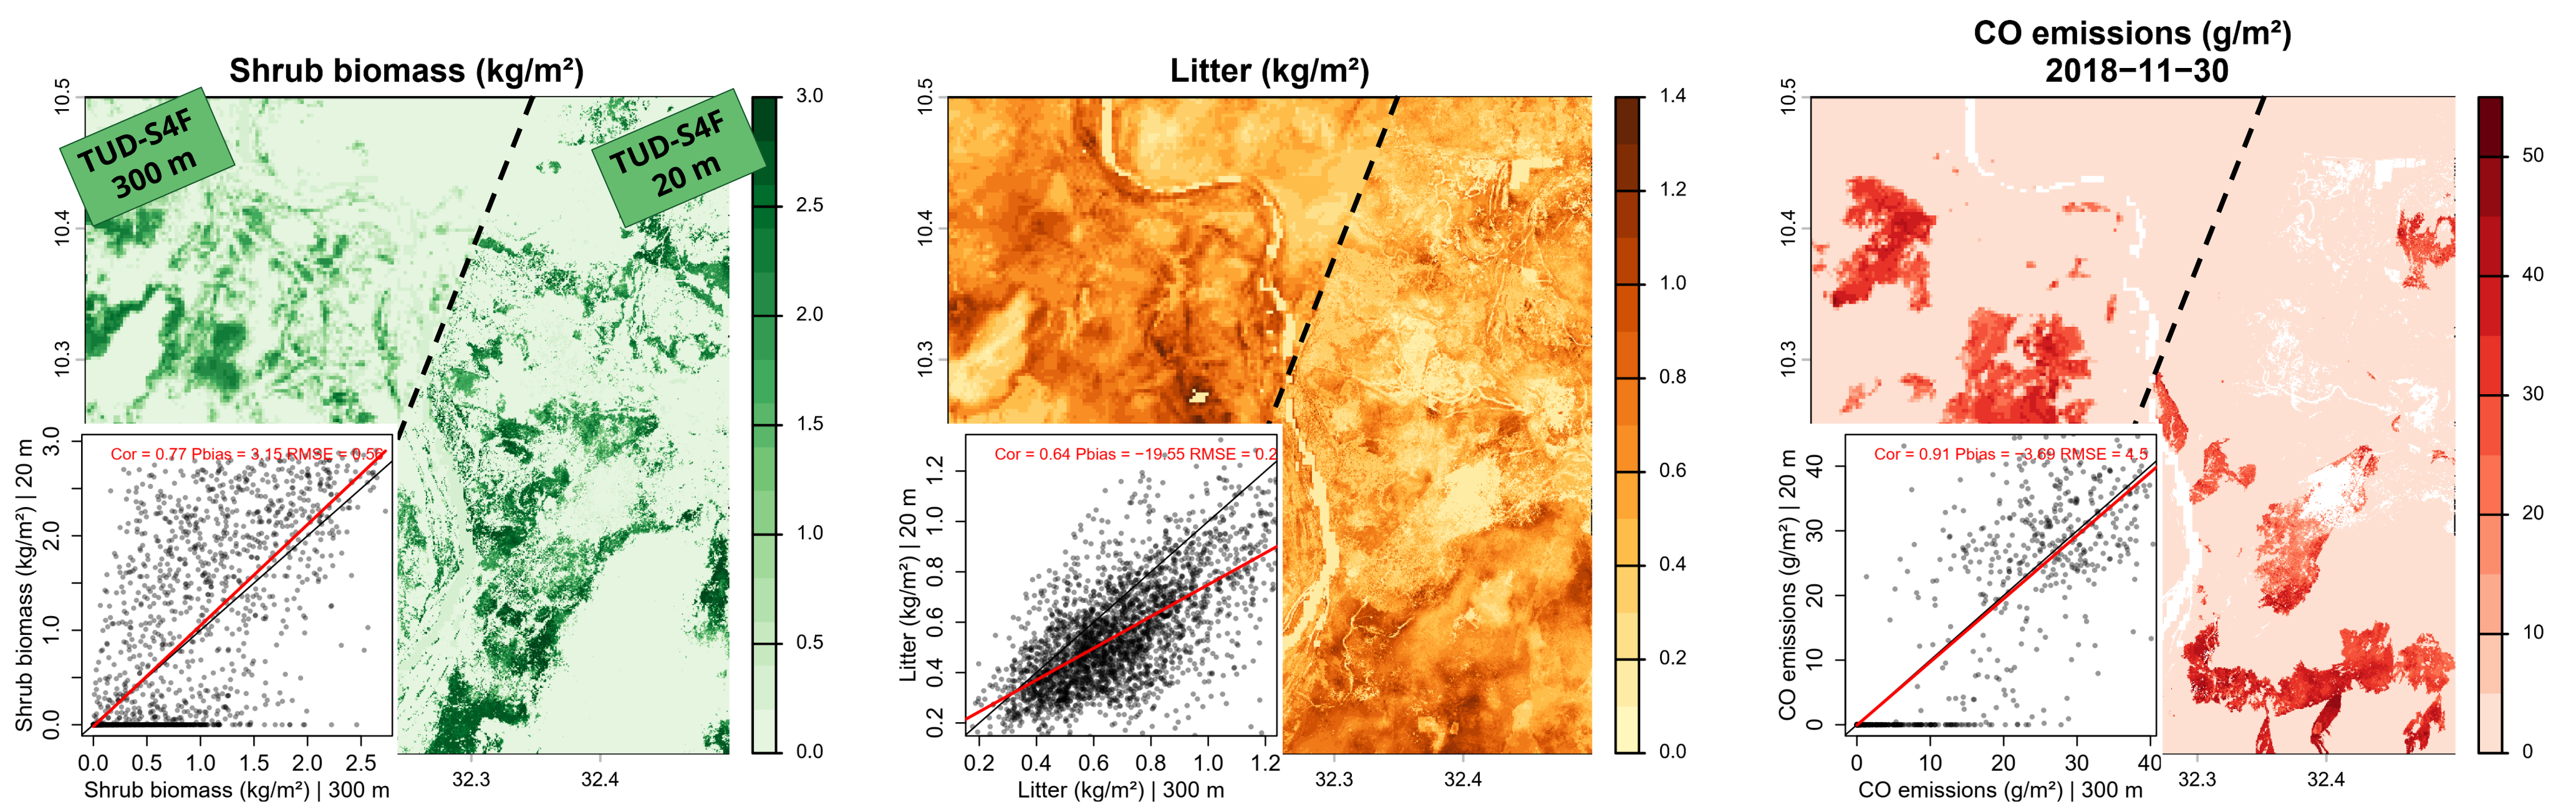 Shrub biomass (kg/m²)
TUD-S4F
300 m
TUD-S4F
20 m
10.5
10.4
10.3
3.0
2.5
2.0
1.5
1.0
0.5
0.0
32.3
32.4
Cor = 0.77 Pbias = 3.15 RMSE = 0.56
Shrub biomass (kg/m²) | 20 m
3.0
2.0
1.0
0.0
0.0 0.5 1.0 1.5 2.0 2.5
Shrub biomass (kg/m²) | 300 m
Litter (kg/m²)
10.5
10.4
10.3
1.4
1.2
1.0
0.8
0.6
0.4
0.2
0.0
32.3
32.4
Cor = 0.64 Pbias = −19.55 RMSE = 0.2
Litter (kg/m²) | 20 m
1.2
1.0
0.8
0.6
0.4
0.2
0.2 0.4 0.6 0.8 1.0 1.2
Litter (kg/m²) | 300 m
CO emissions (g/m²)
2018−11−30
10.5
10.4
10.3
50
40
30
20
10
0
32.3
32.4
Cor = 0.91 Pbias = −3.69 RMSE = 4.5
CO emissions (g/m²) | 20 m
40
30
20
10
0
0 10 20 30 40
CO emissions (g/m²) | 300 m